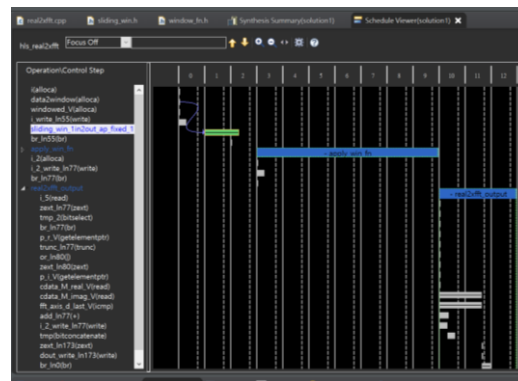 real2xfft.cpp sliding_win.h window_fn.h Synthesis Summary(solution1) Schedule Viewer(solution1)
hls_real2xfft Focus Off
Operation\Control Step 0 1 2 3 4 5 6 7 8 9 10 11 12
i(alloca)
data2window(alloca)
windowed_V(alloca)
i_write_ln55(write)
sliding_win_1in2out_ap_fixed_1
br_ln55(br)
apply_win_fn
~apply_win_fn
i_2(alloca)
i_2_write_ln77(write)
br_ln77(br)
real2xfft_output
~real2xfft_output
i_5(read)
zext_ln77(zext)
tmp_2(bitselect)
br_ln77(br)
p_r_V(getelementptr)
trunc_ln77(trunc)
or_ln80(|)
zext_ln80(zext)
p_i_V(getelementptr)
cdata_M_real_V(read)
cdata_M_imag_V(read)
fft_axis_d_last_V(icmp)
add_ln77(+)
i_2_write_ln77(write)
tmp(bitconcatenate)
zext_ln173(zext)
dout_write_ln173(write)
br_ln0(br)